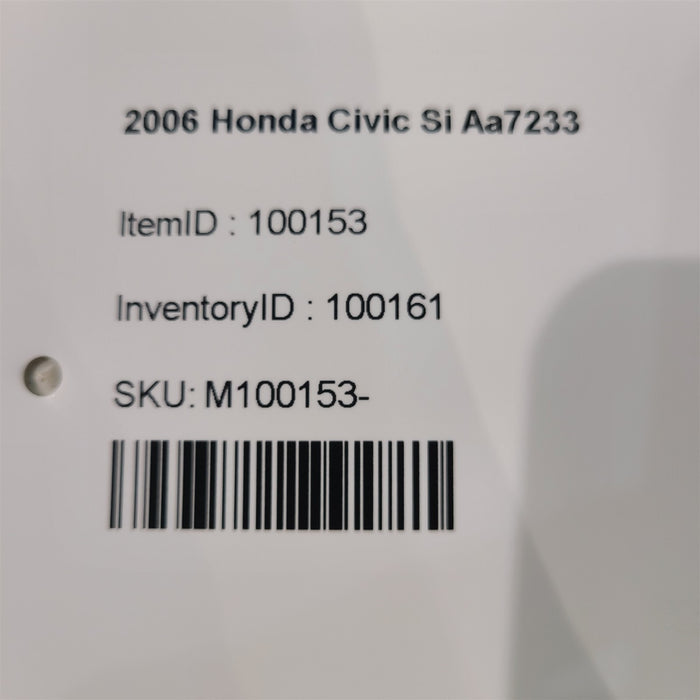 2006 Honda Civic Si Aa7233
ItemID : 100153
InventoryID : 100161
SKU: M100153-